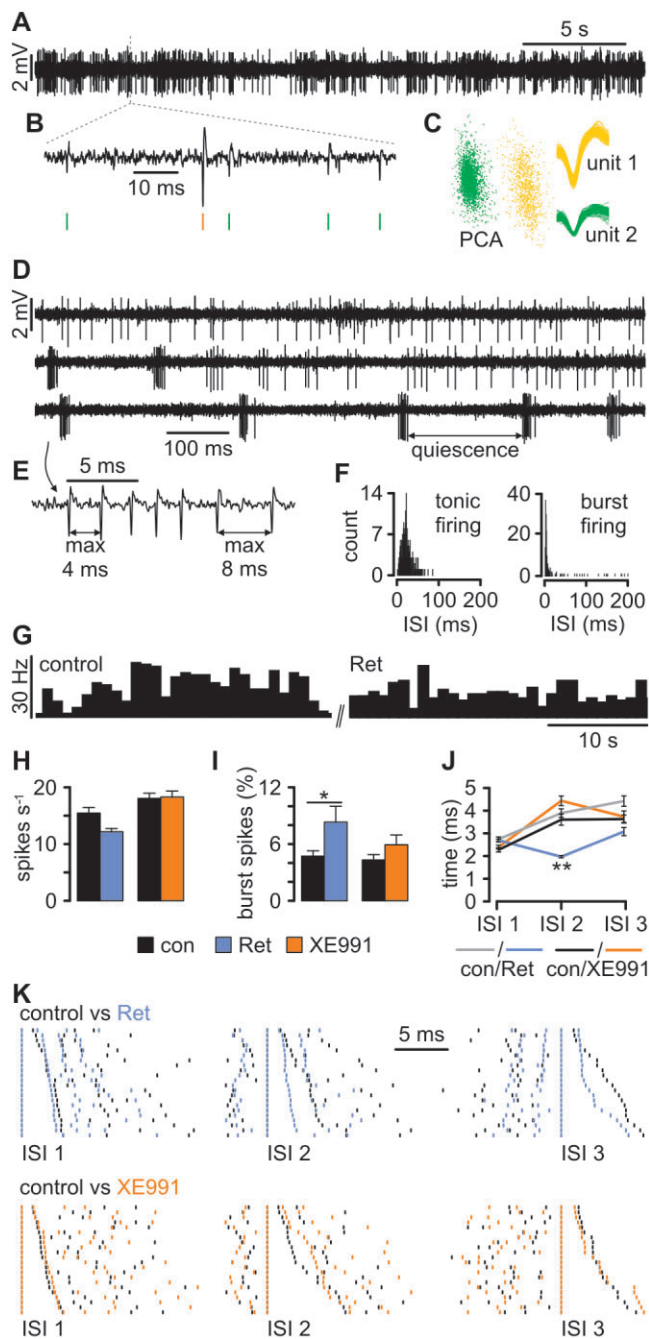 A
5 s
2 mV
B
10 ms
C
unit 1
unit 2
PCA
D
2 mV
100 ms
quiescence
E
5 ms
max
4 ms
max
8 ms
F
count
14
7
0
tonic
firing
0 100 200
ISI (ms)
40
20
0
burst
firing
0 100 200
ISI (ms)
G
30 Hz
control
Ret
//
10 s
H
spikes s⁻¹
20
10
0
I
burst spikes (%)
12
6
0
*
con
Ret
XE991
J
time (ms)
5
4
3
2
1
0
**
ISI 1 ISI 2 ISI 3
/ /
con/Ret con/XE991
K
control vs Ret
5 ms
ISI 1
ISI 2
ISI 3
control vs XE991
ISI 1
ISI 2
ISI 3